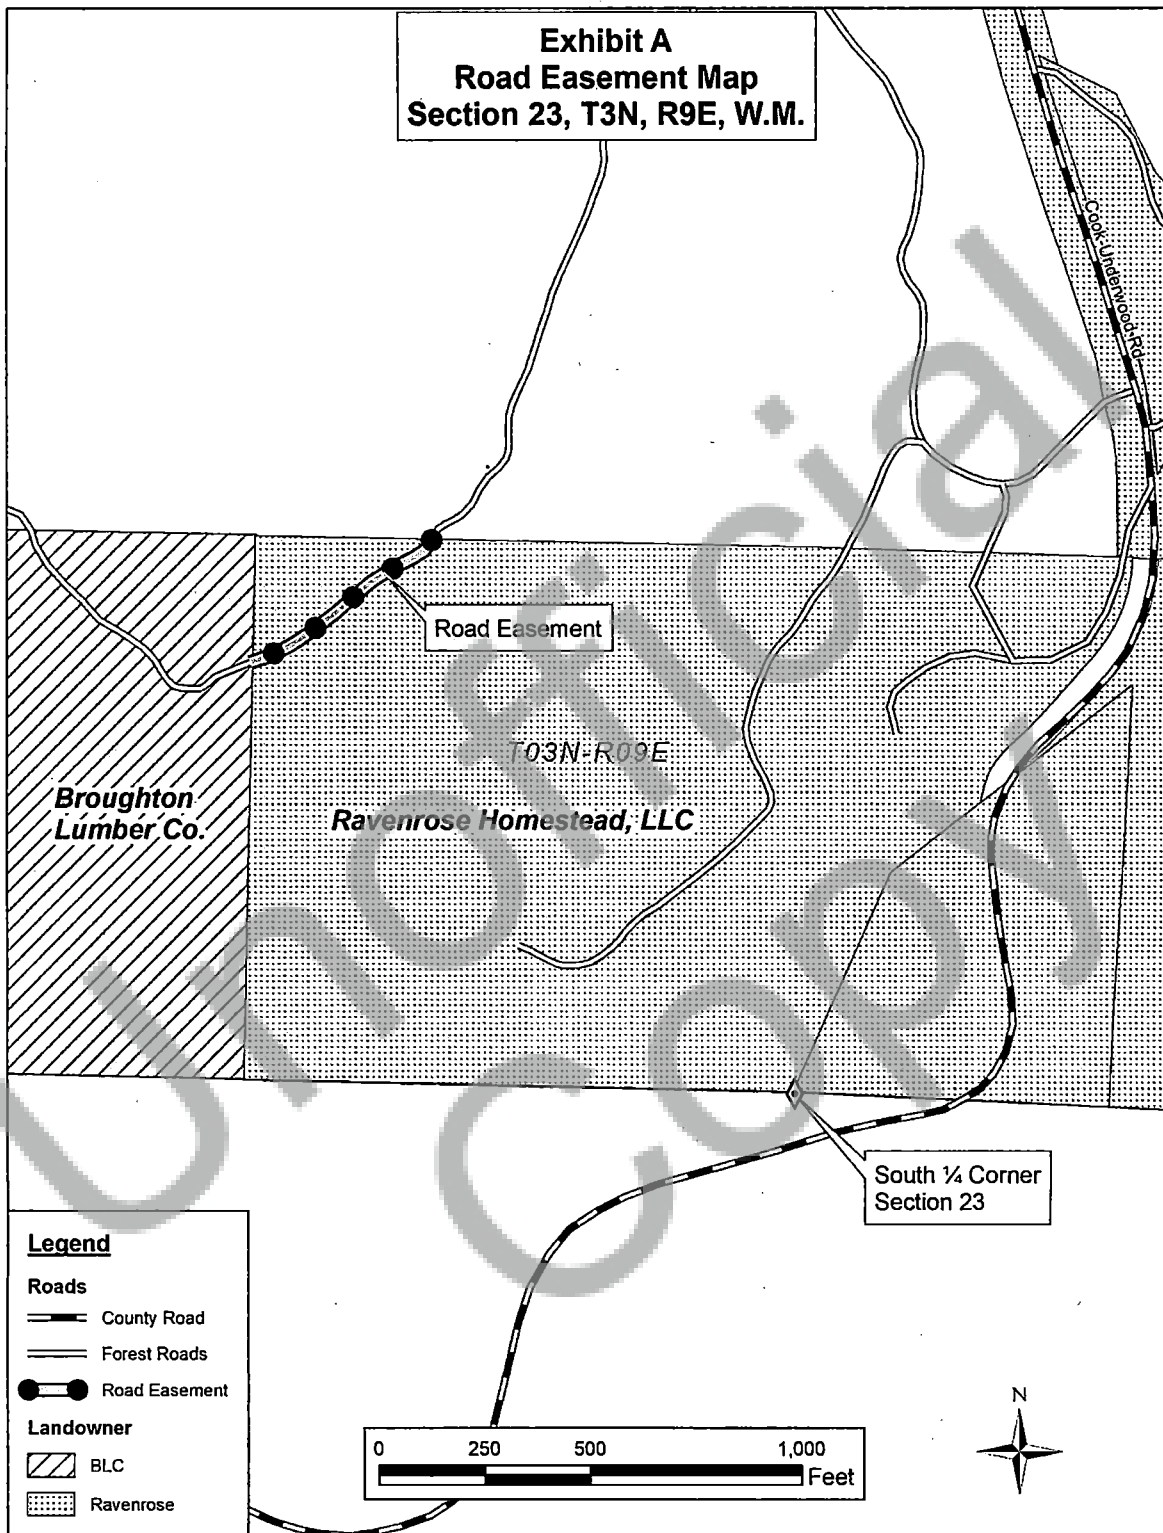 Exhibit A
Road Easement Map
Section 23, T3N, R9E, W.M.
Cook-Underwood Rd
Road Easement
T03N-R09E
Broughton
Lumber Co.
Ravenrose Homestead, LLC
South ¼ Corner
Section 23
Legend
Roads
County Road
Forest Roads
Road Easement
Landowner
BLC
Ravenrose
0 250 500 1,000
Feet
N
Unofficial
Copy